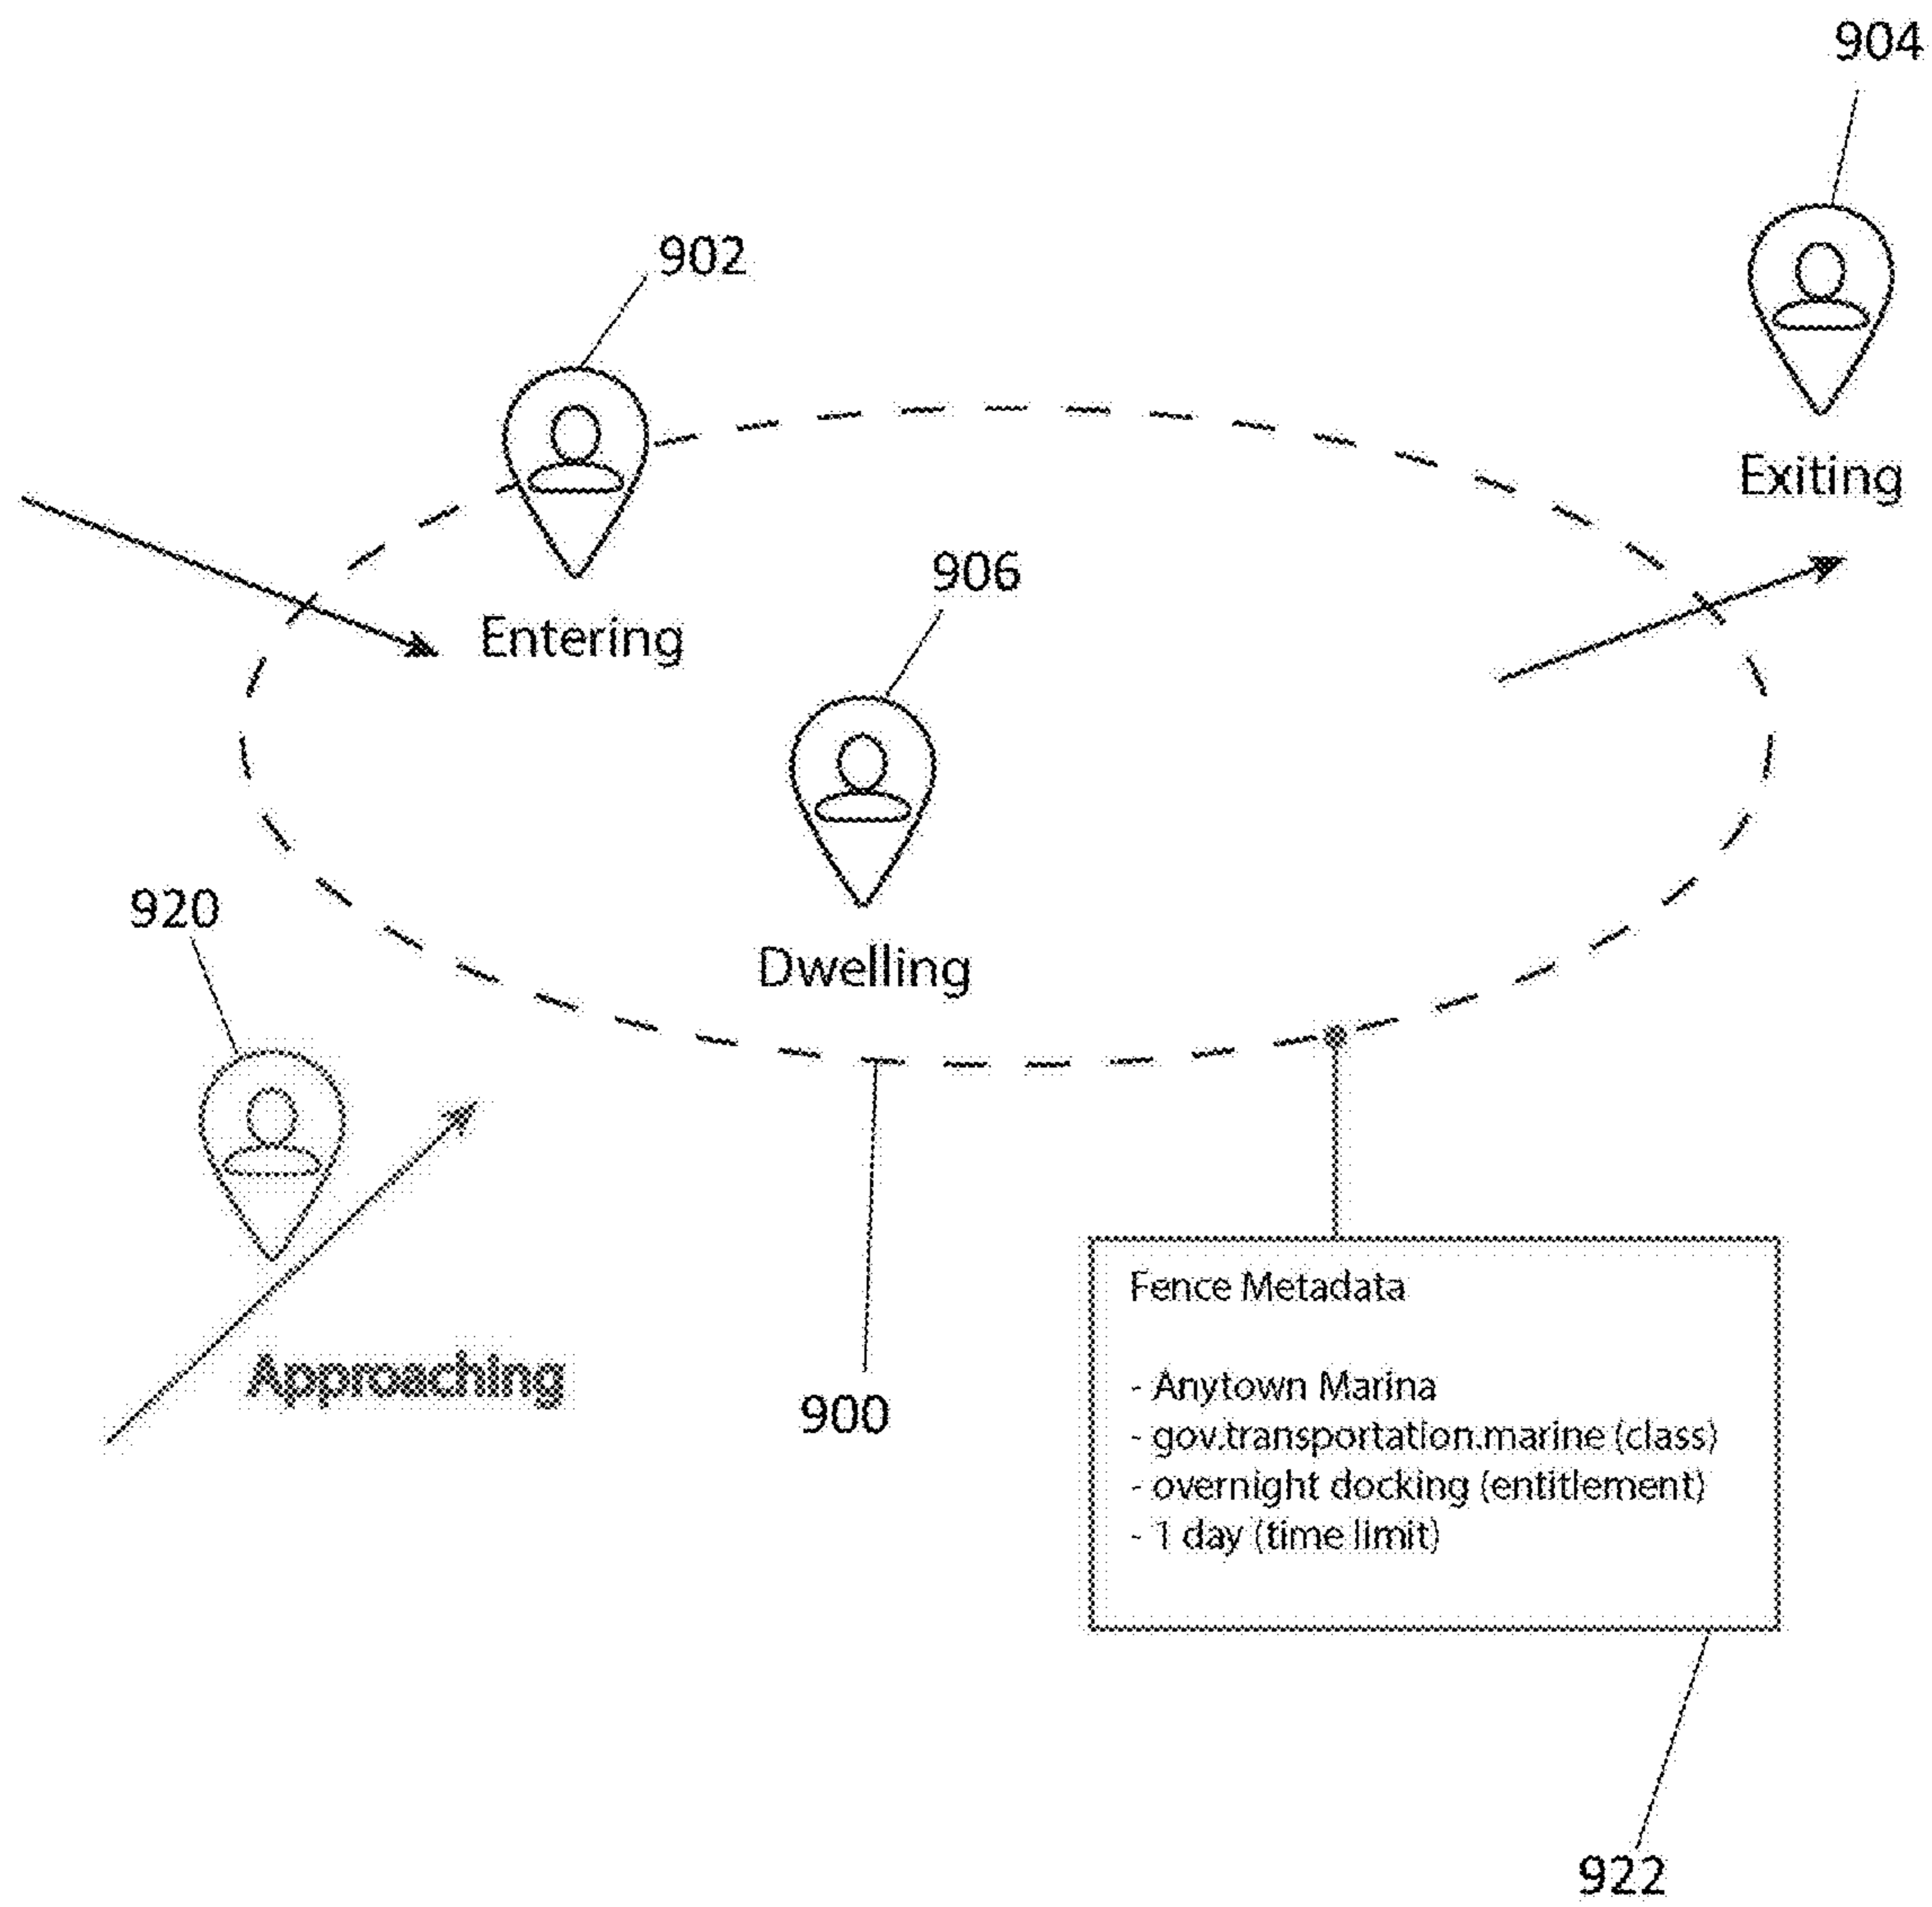 904
902
Exiting
906
Entering
920
Dwelling
Approaching
900
Fence Metadata
- Anytown Marina
- gov.transportation.marine (class)
- overnight docking (entitlement)
- 1 day (time limit)
922